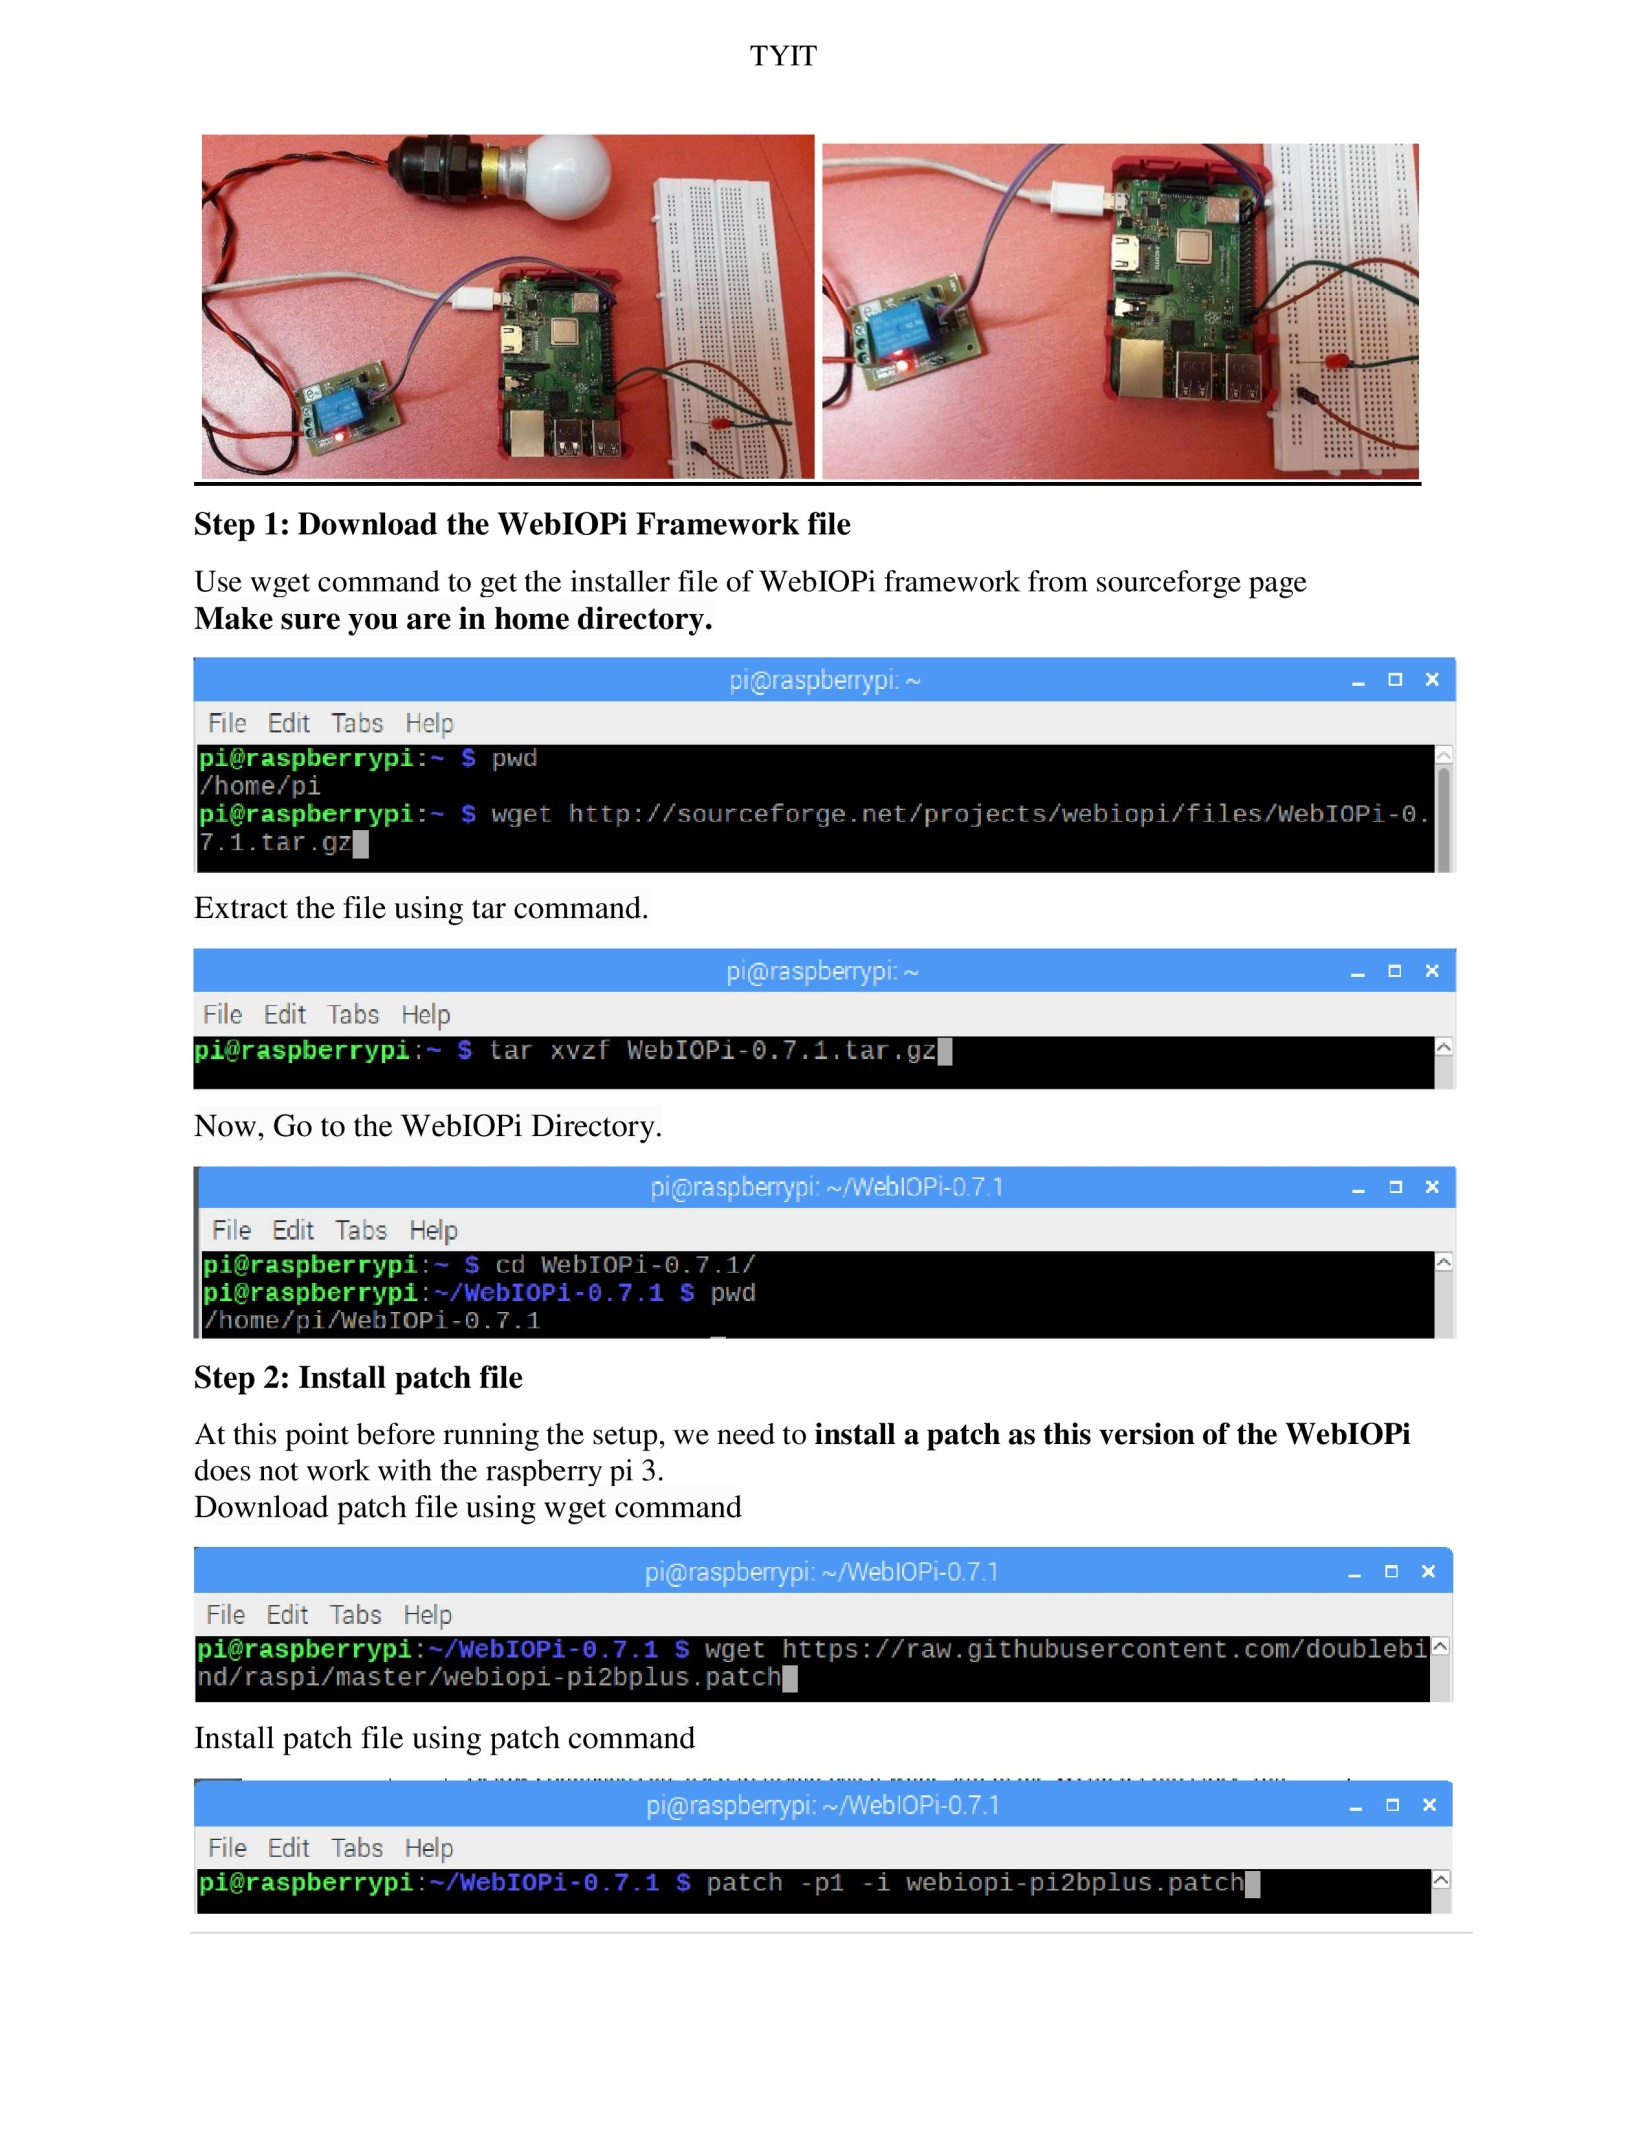 TYIT
Step 1: Download the WebIOPi Framework file
Use wget command to get the installer file of WebIOPi framework from sourceforge page
Make sure you are in home directory.
pi@raspberrypi: ~
File Edit Tabs Help
pi@raspberrypi:~ $ pwd
/home/pi
pi@raspberrypi:~ $ wget http://sourceforge.net/projects/webiopi/files/WebIOPi-0.
7.1.tar.gz
Extract the file using tar command.
pi@raspberrypi: ~
File Edit Tabs Help
pi@raspberrypi:~ $ tar xvzf WebIOPi-0.7.1.tar.gz
Now, Go to the WebIOPi Directory.
pi@raspberrypi: ~/WebIOPi-0.7.1
File Edit Tabs Help
pi@raspberrypi:~ $ cd WebIOPi-0.7.1/
pi@raspberrypi:~/WebIOPi-0.7.1 $ pwd
/home/pi/WebIOPi-0.7.1
Step 2: Install patch file
At this point before running the setup, we need to install a patch as this version of the WebIOPi
does not work with the raspberry pi 3.
Download patch file using wget command
pi@raspberrypi: ~/WebIOPi-0.7.1
File Edit Tabs Help
pi@raspberrypi:~/WebIOPi-0.7.1 $ wget https://raw.githubusercontent.com/doublebi
nd/raspi/master/webiopi-pi2bplus.patch
Install patch file using patch command
pi@raspberrypi: ~/WebIOPi-0.7.1
File Edit Tabs Help
pi@raspberrypi:~/WebIOPi-0.7.1 $ patch -p1 -i webiopi-pi2bplus.patch